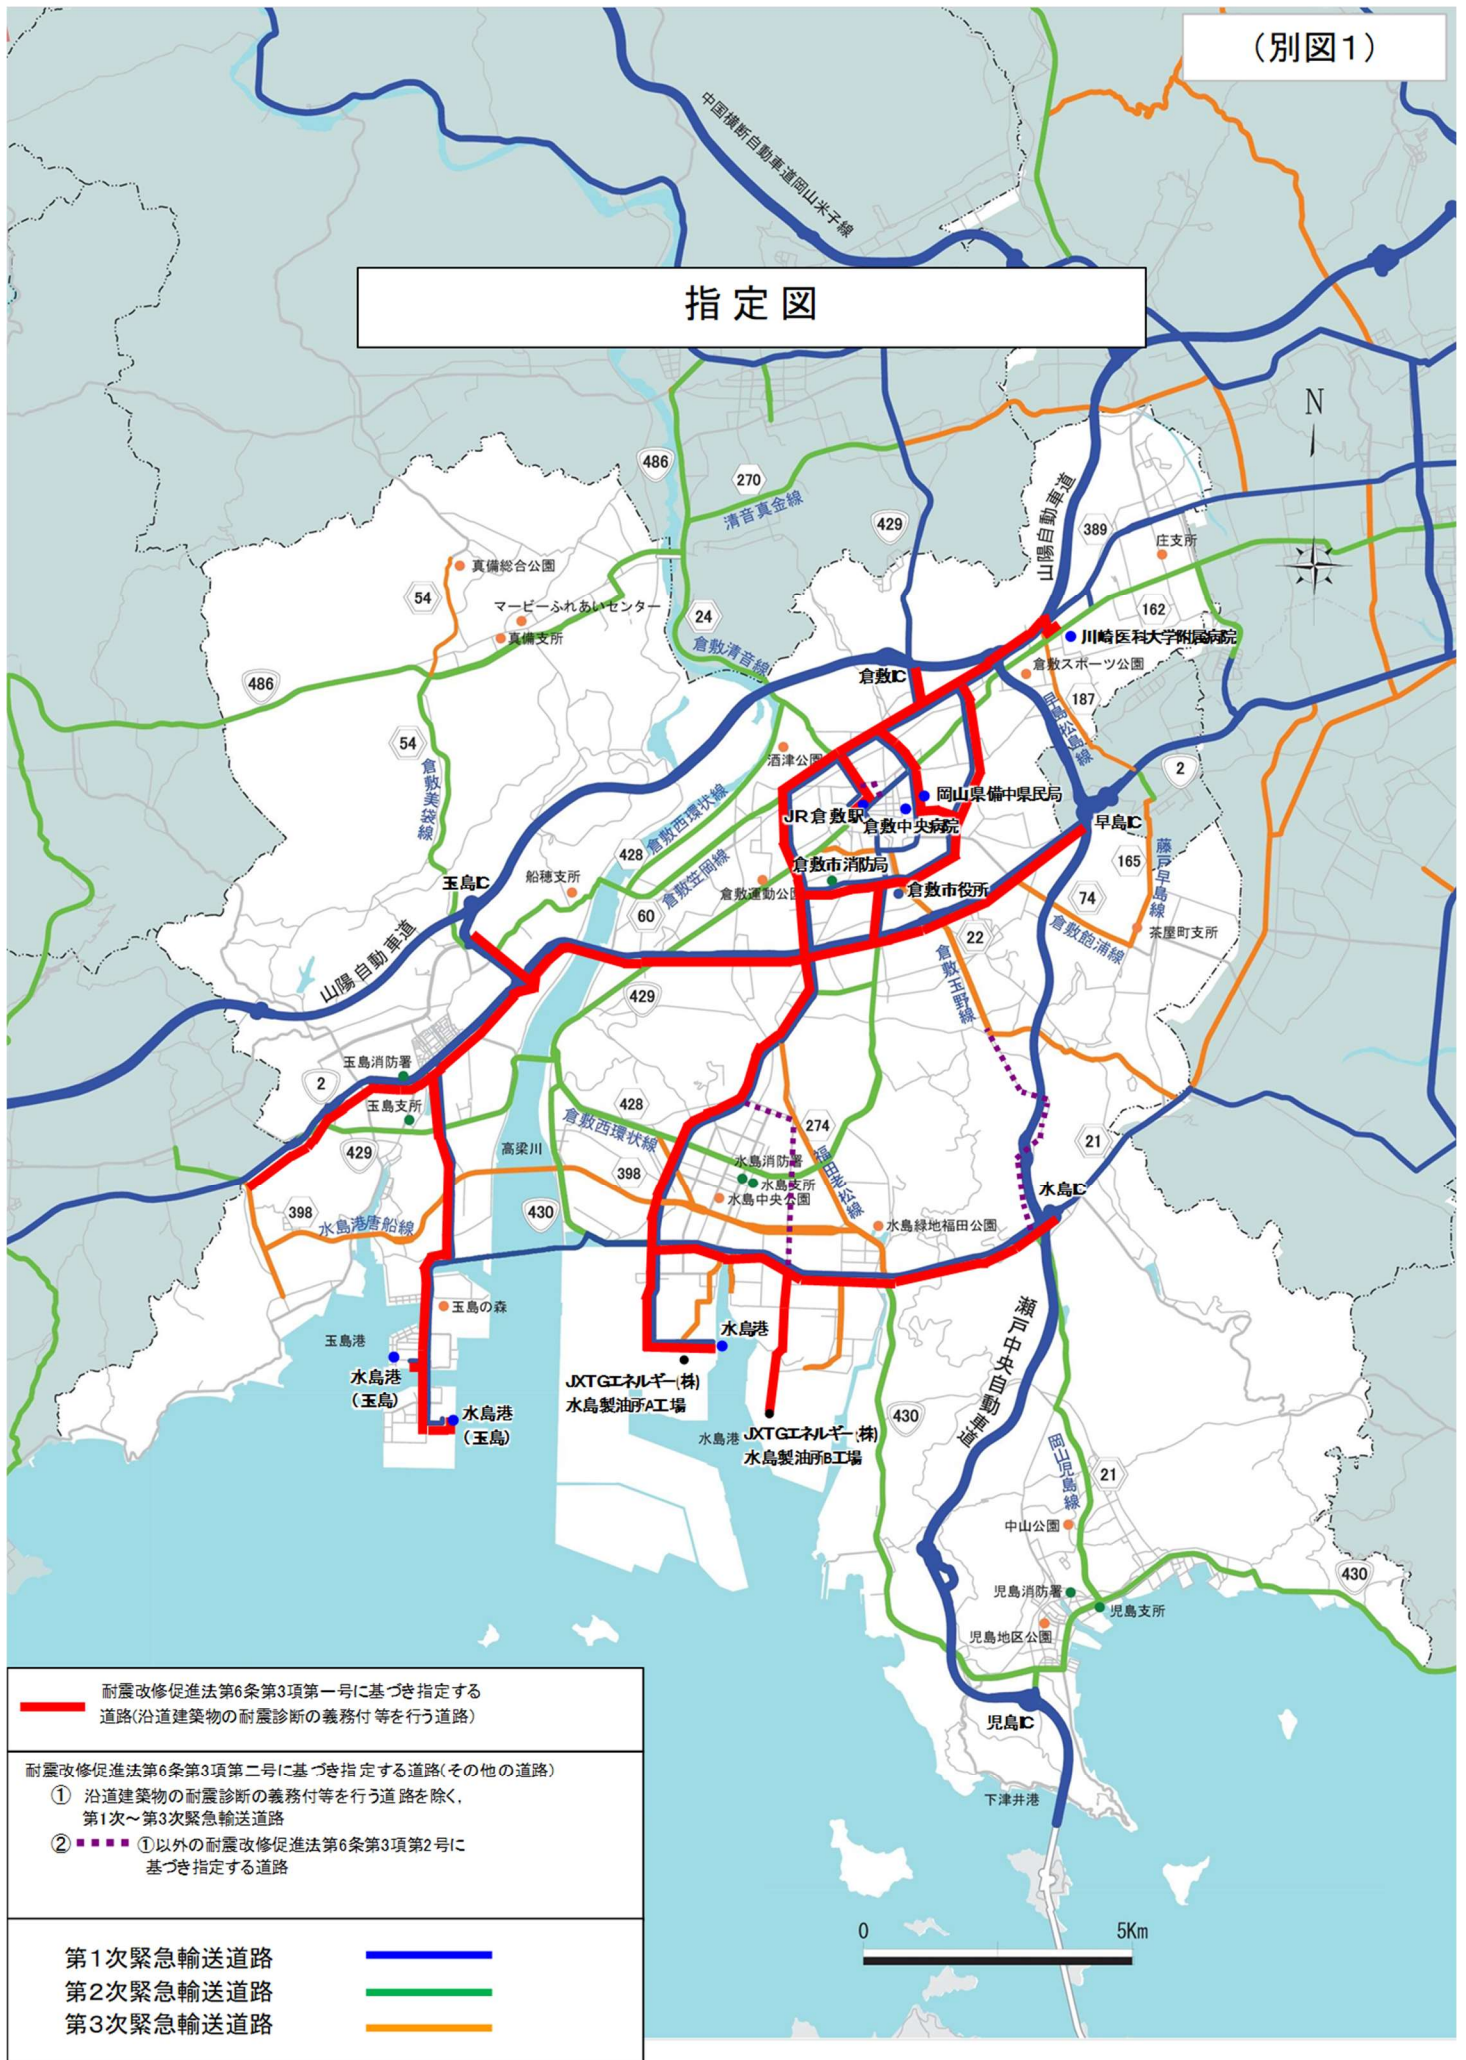 (別図1)
中国横断自動車道岡山米子線
指定図
N
486
270
清音真金線
429
山陽自動車道
389
庄支所
真備総合公園
54
マービーふれあいセンター
真備支所
24
倉敷清音線
162
川崎医科大学附属病院
倉敷スポーツ公園
倉敷IC
187
早島松島線
486
54
倉敷美袋線
酒津公園
2
岡山県備中県民局
JR倉敷駅
倉敷中央病院
早島IC
倉敷西環状線
428
倉敷笠岡線
165
藤戸早島線
倉敷市消防局
玉島IC
船穂支所
倉敷運動公園
倉敷市役所
74
60
倉敷飽浦線
茶屋町支所
22
倉敷玉野線
山陽自動車道
429
玉島消防署
2
玉島支所
428
倉敷西環状線
274
福田老松線
21
429
高梁川
水島消防署
水島支所
398
水島中央公園
水島IC
398
水島港唐船線
430
水島緑地福田公園
玉島の森
瀬戸中央自動車道
玉島港
水島港
水島港
(玉島)
JXTGエネルギー(株)
水島製油所A工場
水島港
(玉島)
水島港
JXTGエネルギー(株)
水島製油所B工場
430
岡山児島線
21
中山公園
児島消防署
430
児島支所
児島地区公園
児島IC
下津井港
耐震改修促進法第6条第3項第一号に基づき指定する
道路(沿道建築物の耐震診断の義務付等を行う道路)
耐震改修促進法第6条第3項第二号に基づき指定する道路(その他の道路)
① 沿道建築物の耐震診断の義務付等を行う道路を除く,
第1次~第3次緊急輸送道路
② ①以外の耐震改修促進法第6条第3項第2号に
基づき指定する道路
0 5Km
第1次緊急輸送道路
第2次緊急輸送道路
第3次緊急輸送道路